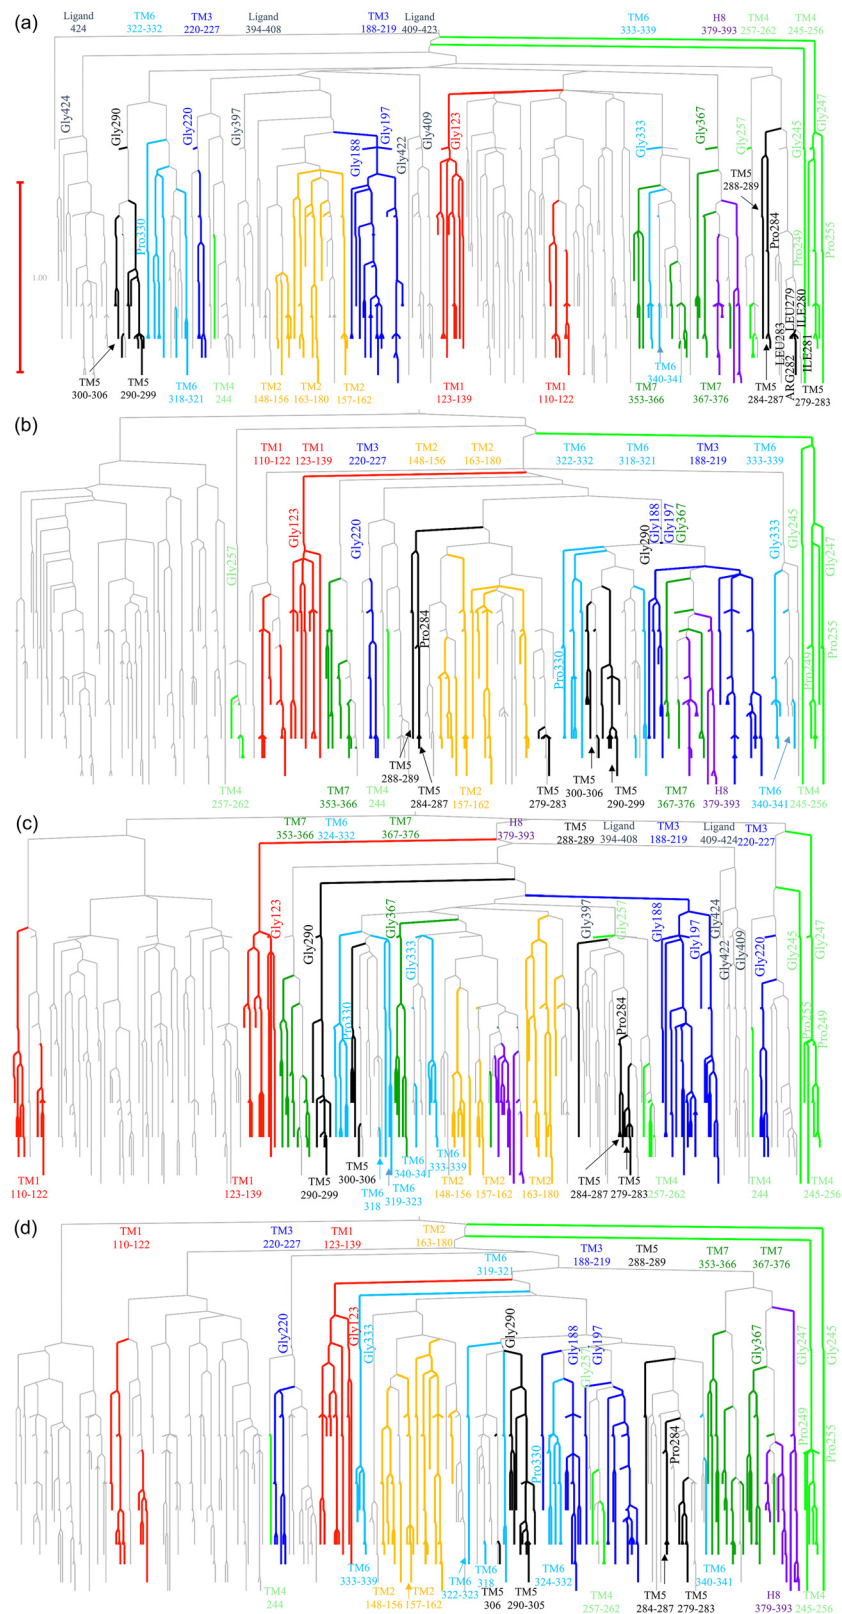 (a)
Ligand
424
TM6
322-332
TM3
220-227
Ligand
394-408
TM3
188-219
Ligand
409-423
TM6
333-339
H8
379-393
TM4
257-262
TM4
245-256
Gly424
Gly290
Gly220
Gly397
Gly188
Gly197
Gly422
Gly409
Gly123
Gly333
Gly367
Gly257
Gly245
Gly247
TM5
288-289
Pro330
Pro284
Pro249
Pro255
1.00
LEU279
ILE280
LEU283
ILE281
ARG282
TM5
300-306
TM5
290-299
TM6
318-321
TM4
244
TM2
148-156
TM2
163-180
TM2
157-162
TM1
123-139
TM1
110-122
TM7
353-366
TM6
340-341
TM7
367-376
TM5
284-287
TM5
279-283
(b)
TM1
110-122
TM1
123-139
TM3
220-227
TM2
148-156
TM2
163-180
TM6
322-332
TM6
318-321
TM3
188-219
TM6
333-339
Gly257
Gly123
Gly220
Gly290
Gly188
Gly197
Gly367
Gly333
Gly245
Gly247
Pro284
Pro330
Pro249
Pro255
TM5
288-289
TM5
300-306
TM4
257-262
TM7
353-366
TM4
244
TM5
284-287
TM2
157-162
TM5
279-283
TM5
290-299
TM7
367-376
H8
379-393
TM6
340-341
TM4
245-256
(c)
TM7
353-366
TM6
324-332
TM7
367-376
H8
379-393
TM5
288-289
Ligand
394-408
TM3
188-219
Ligand
409-424
TM3
220-227
Gly123
Gly290
Gly367
Gly333
Gly397
Gly257
Gly188
Gly197
Gly424
Gly422
Gly409
Gly220
Gly245
Gly247
Pro330
Pro284
Pro255
Pro249
TM1
110-122
TM1
123-139
TM5
290-299
TM5
300-306
TM6
318
TM6
340-341
TM6
319-323
TM6
333-339
TM2
148-156
TM2
157-162
TM2
163-180
TM5
284-287
TM5
279-283
TM4
257-262
TM4
244
TM4
245-256
(d)
TM1
110-122
TM3
220-227
TM1
123-139
TM2
163-180
TM6
319-321
TM3
188-219
TM5
288-289
TM7
353-366
TM7
367-376
Gly220
Gly123
Gly333
Gly290
Gly257
Gly188
Gly197
Gly367
Gly247
Gly245
Pro330
Pro284
Pro249
Pro255
TM4
244
TM6
333-339
TM2
148-156
TM2
157-162
TM6
322-323
TM6
318
TM5
306
TM5
290-305
TM6
324-332
TM4
257-262
TM5
284-287
TM5
279-283
TM6
340-341
H8
379-393
TM4
245-256